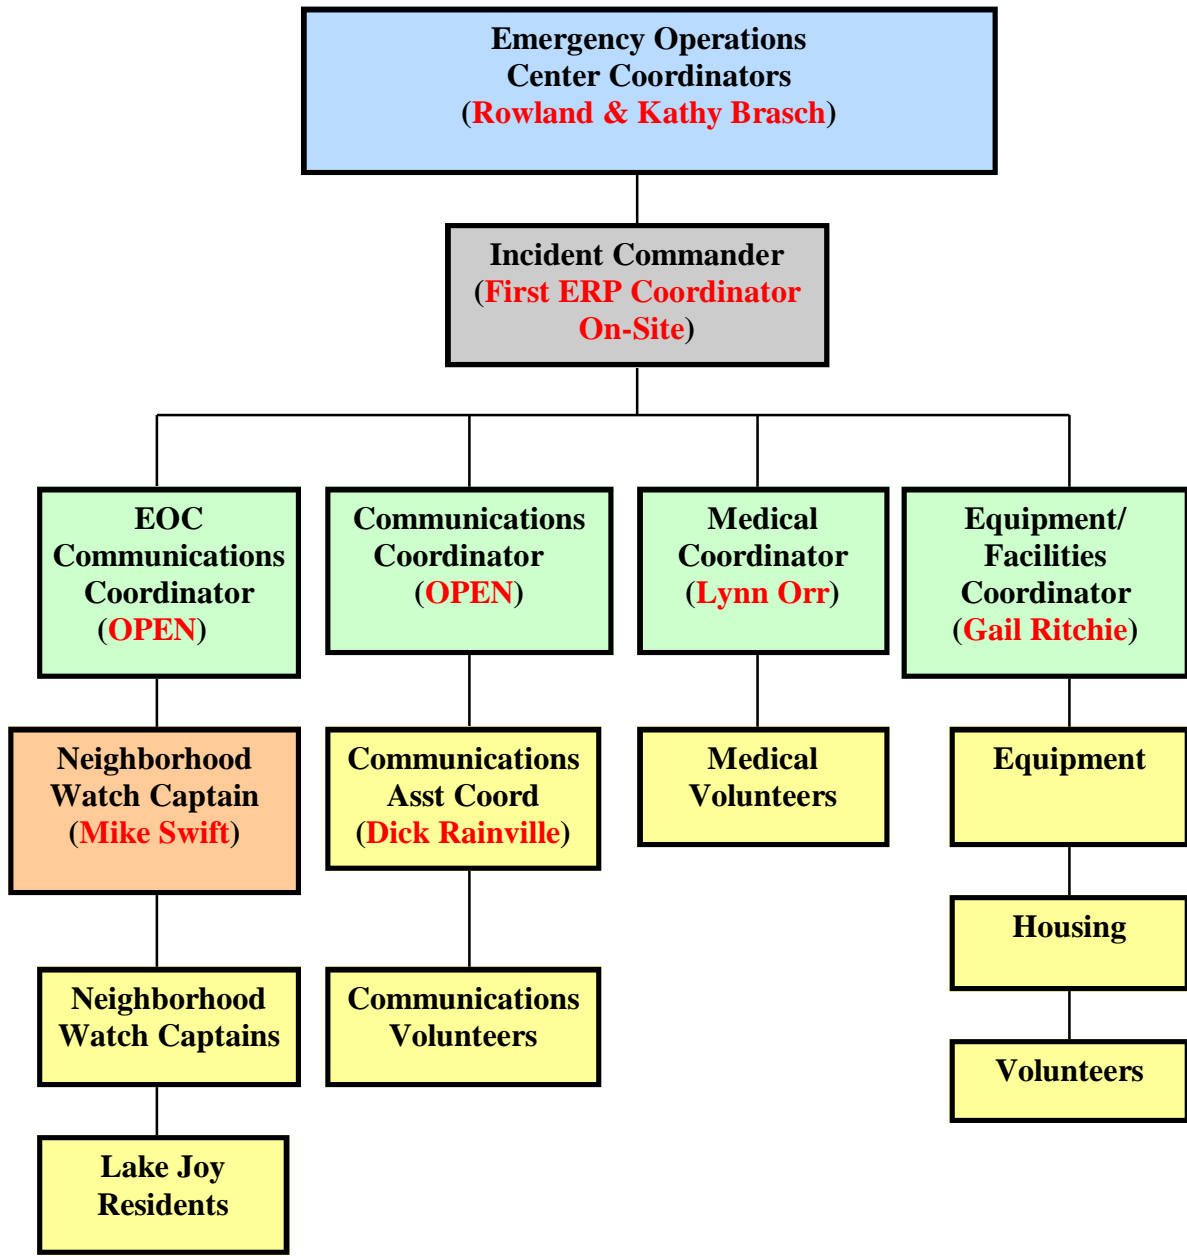 Emergency Operations
Center Coordinators
(Rowland & Kathy Brasch)
Incident Commander
(First ERP Coordinator
On-Site)
EOC
Communications
Coordinator
(OPEN)
Communications
Coordinator
(OPEN)
Medical
Coordinator
(Lynn Orr)
Equipment/
Facilities
Coordinator
(Gail Ritchie)
Neighborhood
Watch Captain
(Mike Swift)
Communications
Asst Coord
(Dick Rainville)
Medical
Volunteers
Equipment
Housing
Neighborhood
Watch Captains
Communications
Volunteers
Volunteers
Lake Joy
Residents